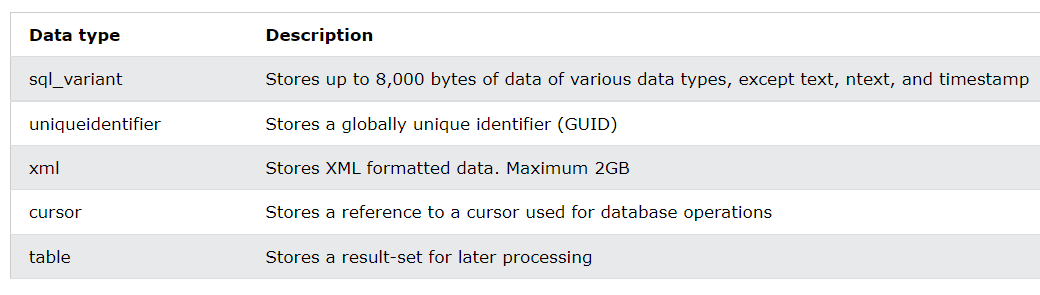 Data type Description
sql_variant Stores up to 8,000 bytes of data of various data types, except text, ntext, and timestamp
uniqueidentifier Stores a globally unique identifier (GUID)
xml Stores XML formatted data. Maximum 2GB
cursor Stores a reference to a cursor used for database operations
table Stores a result-set for later processing